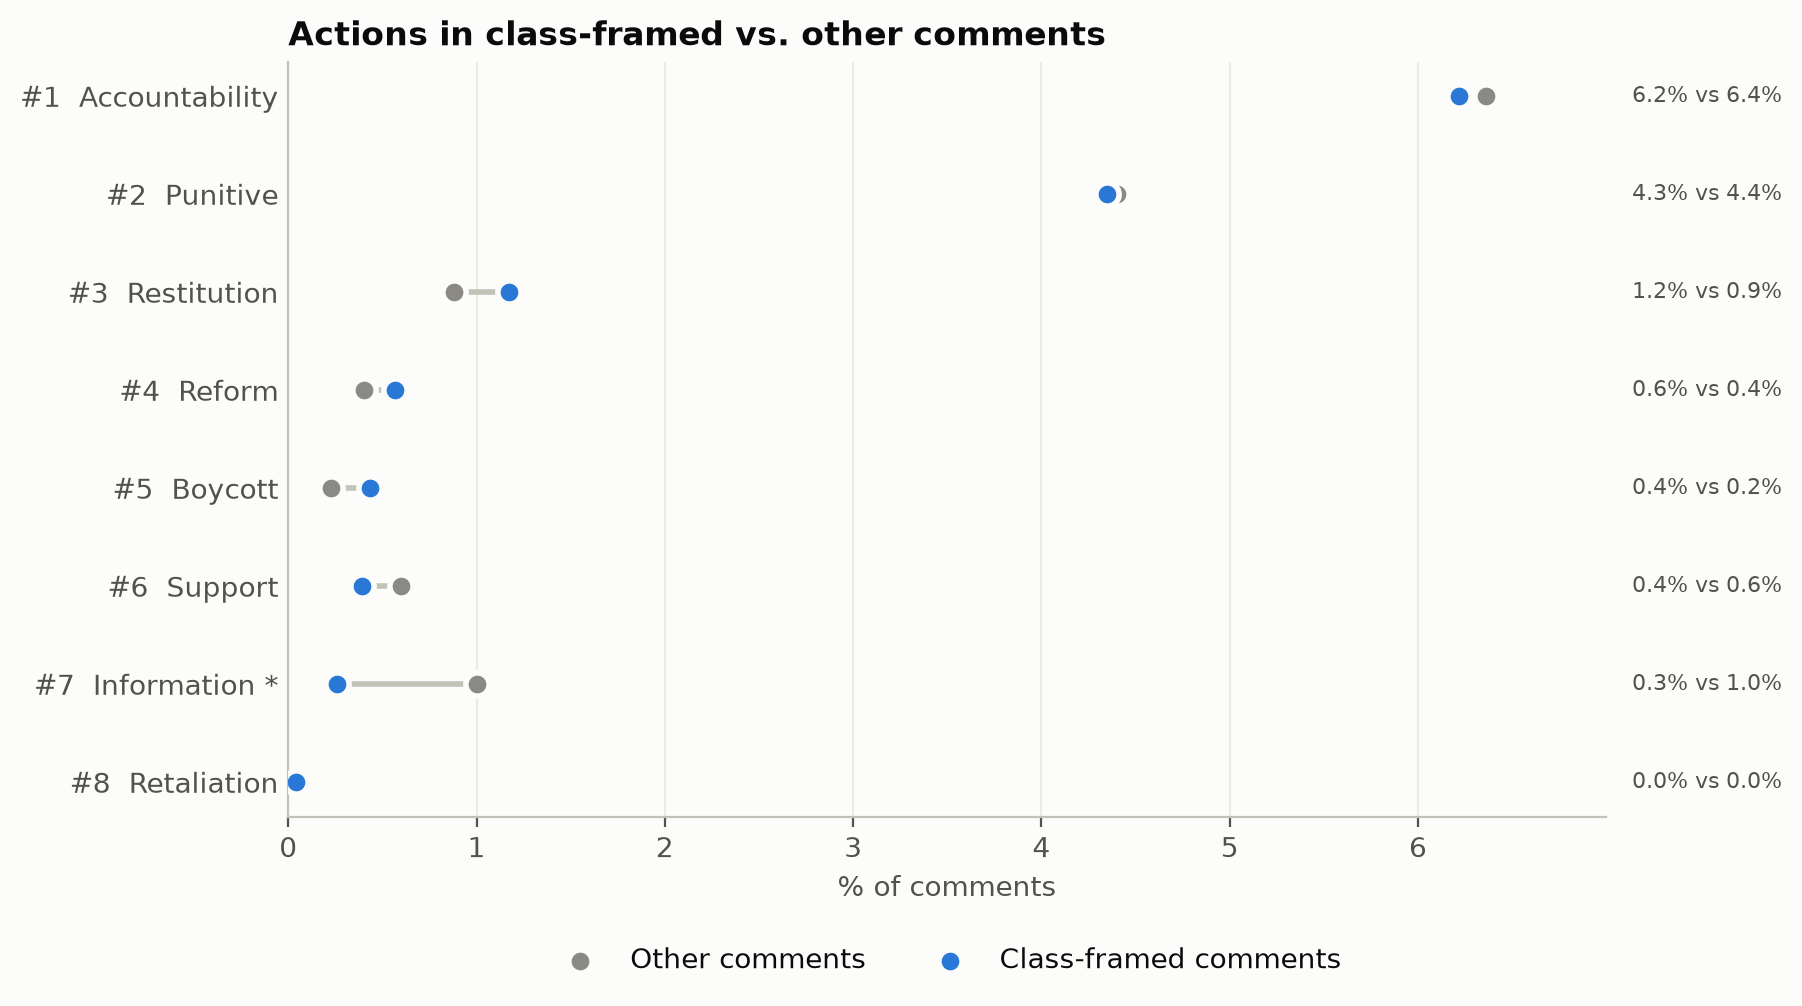 Actions in class-framed vs. other comments
#1 Accountability 6.2% vs 6.4%
#2 Punitive 4.3% vs 4.4%
#3 Restitution 1.2% vs 0.9%
#4 Reform 0.6% vs 0.4%
#5 Boycott 0.4% vs 0.2%
#6 Support 0.4% vs 0.6%
#7 Information * 0.3% vs 1.0%
#8 Retaliation 0.0% vs 0.0%
0 1 2 3 4 5 6
% of comments
Other comments Class-framed comments